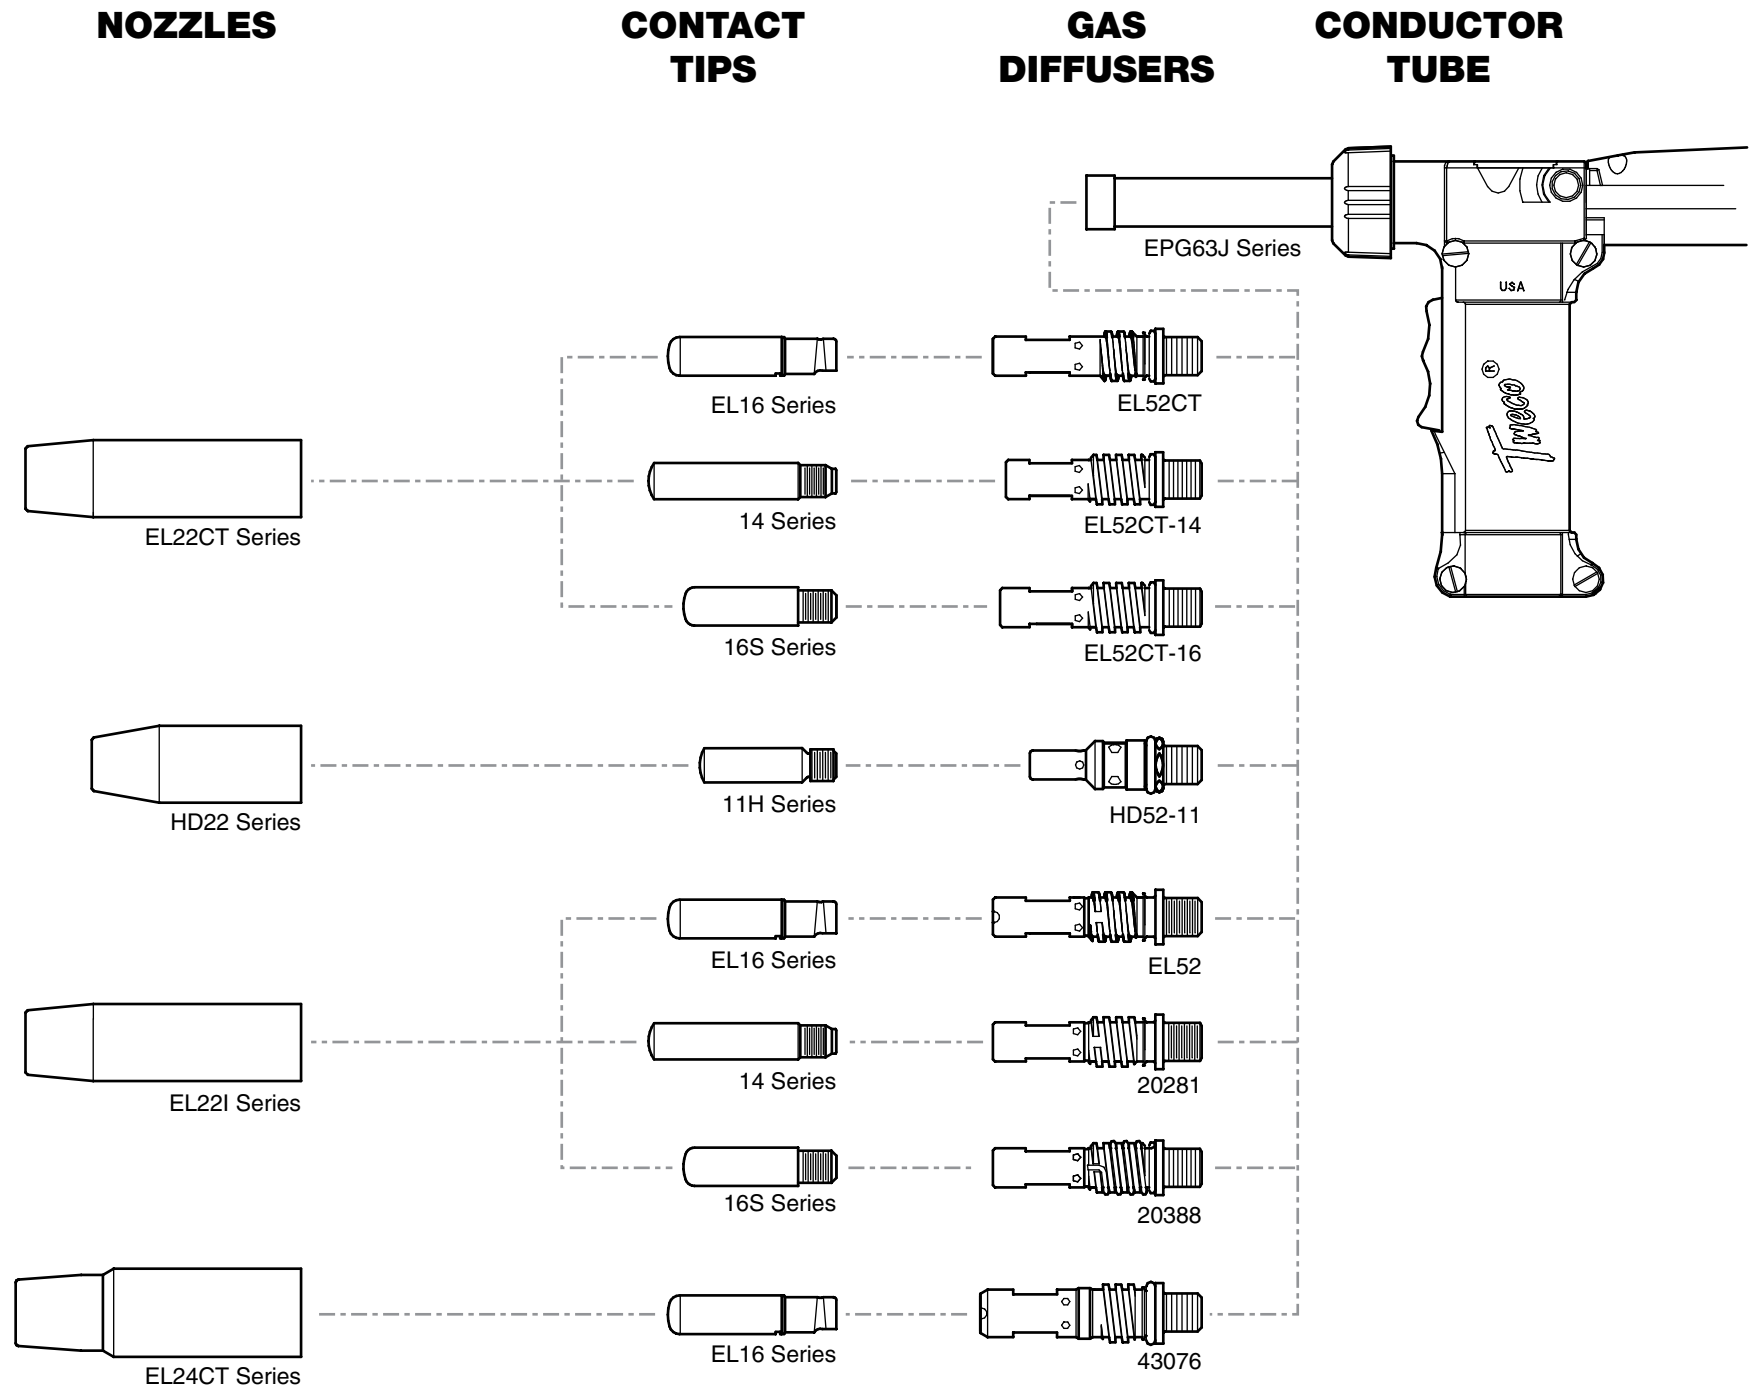 NOZZLES
CONTACT
TIPS
GAS
DIFFUSERS
CONDUCTOR
TUBE
EPG63J Series
USA
Tweco®
EL16 Series
EL52CT
EL22CT Series
14 Series
EL52CT-14
16S Series
EL52CT-16
HD22 Series
11H Series
HD52-11
EL16 Series
EL52
EL22I Series
14 Series
20281
16S Series
20388
EL24CT Series
EL16 Series
43076